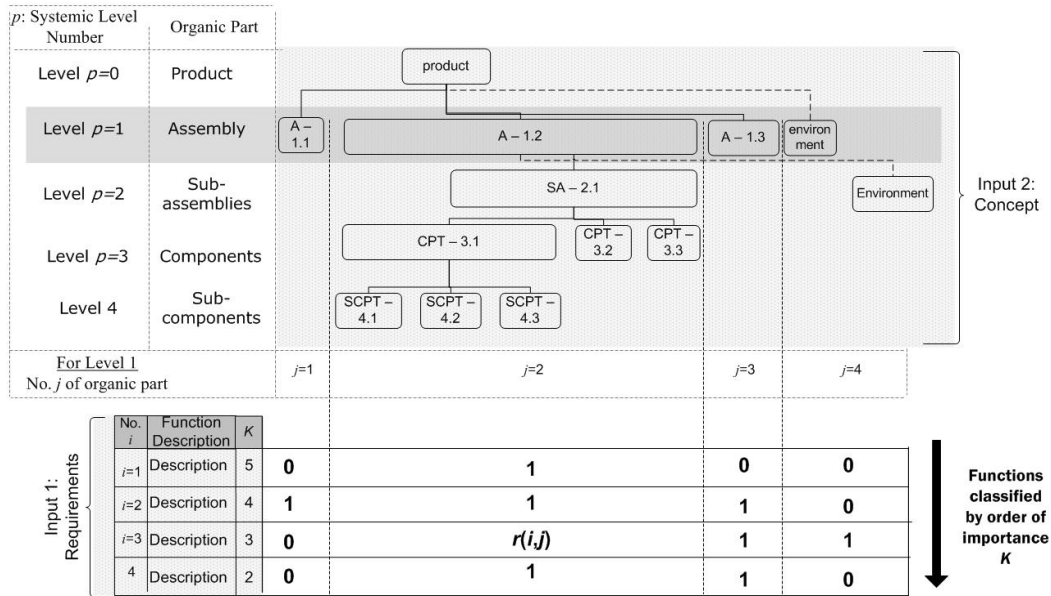 p: Systemic Level
Number
Organic Part
Level p=0
Product
product
Level p=1
Assembly
A –
1.1
A – 1.2
A – 1.3
environ
ment
Level p=2
Sub-
assemblies
SA – 2.1
Environment
Input 2:
Concept
Level p=3
Components
CPT – 3.1
CPT –
3.2
CPT –
3.3
Level 4
Sub-
components
SCPT –
4.1
SCPT –
4.2
SCPT –
4.3
For Level 1
No. j of organic part
j=1
j=2
j=3
j=4
Input 1:
Requirements
No.
i
Function
Description
K
i=1 Description 5 0 1 0 0
i=2 Description 4 1 1 1 0
i=3 Description 3 0 r(i,j) 1 1
4 Description 2 0 1 1 0
Functions
classified
by order of
importance
K